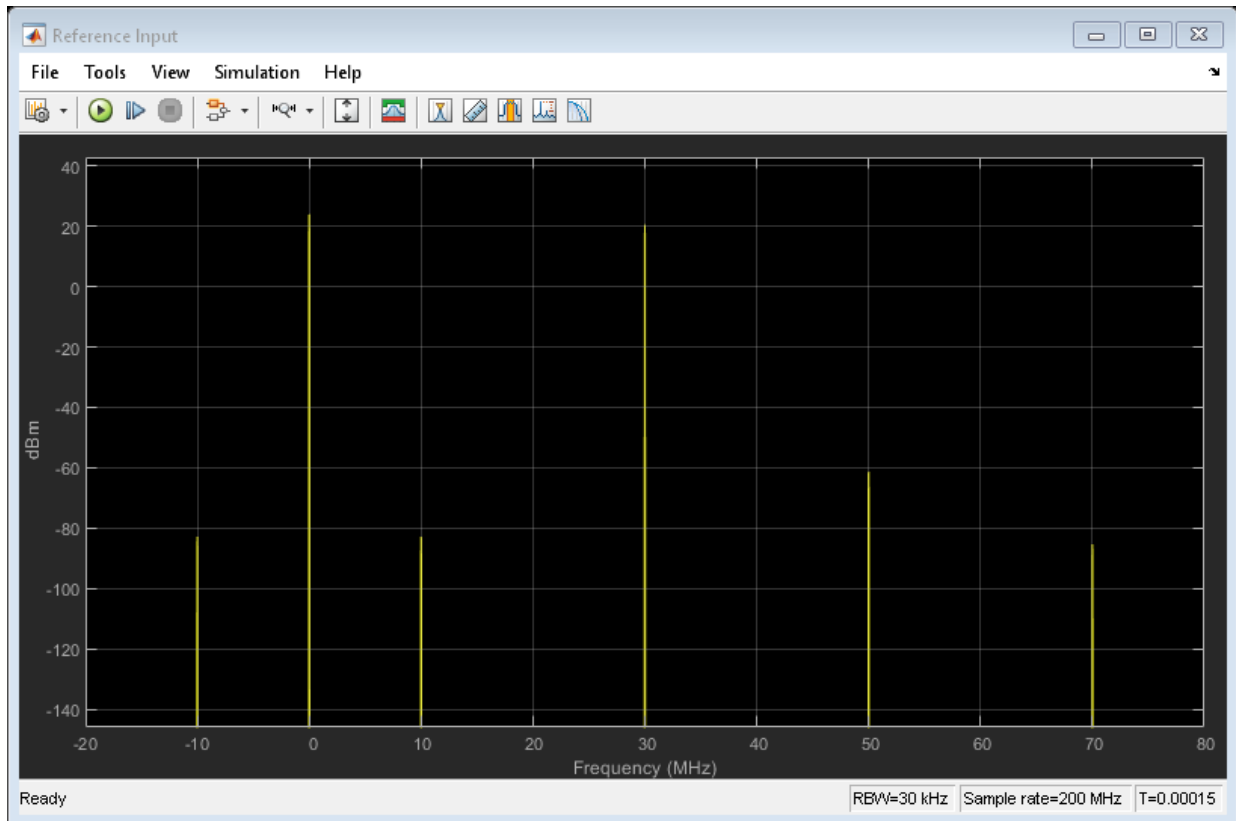 Reference Input
File Tools View Simulation Help
40
20
0
-20
-40
-60
-80
-100
-120
-140
dBm
-20 -10 0 10 20 30 40 50 60 70 80
Frequency (MHz)
Ready RBW=30 kHz Sample rate=200 MHz T=0.00015